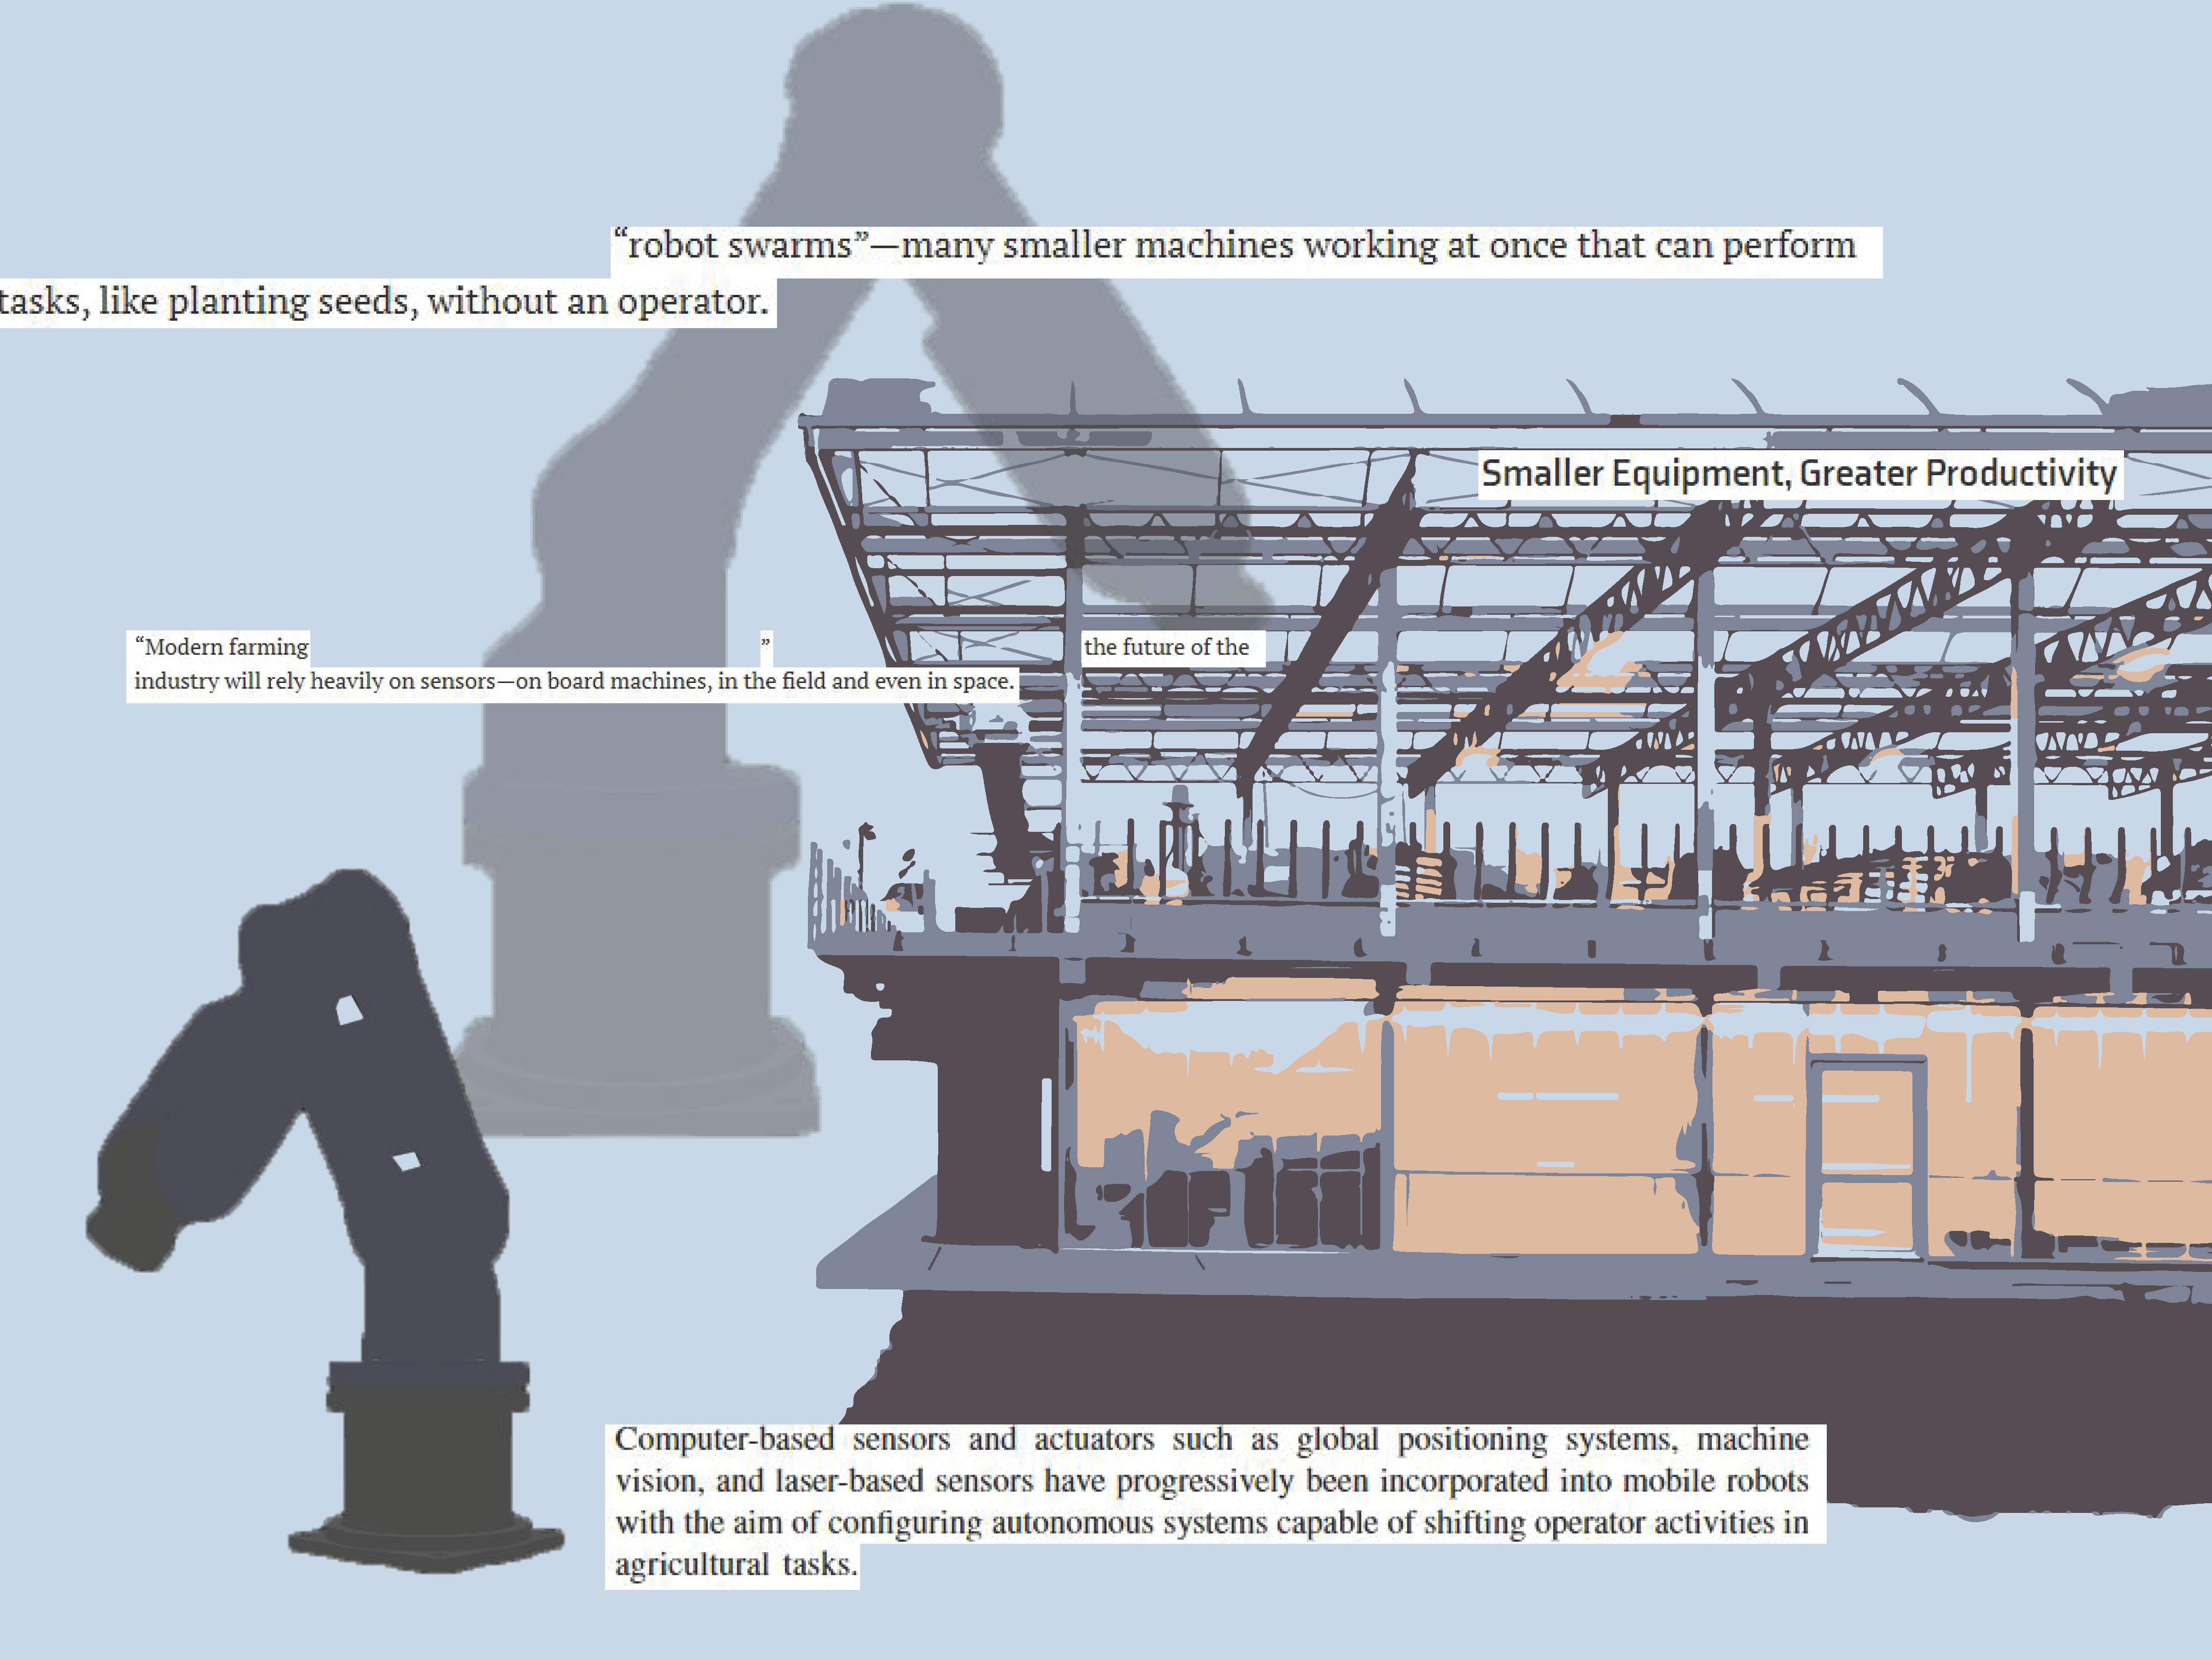 “robot swarms”—many smaller machines working at once that can perform
tasks, like planting seeds, without an operator.
Smaller Equipment, Greater Productivity
“Modern farming ” the future of the
industry will rely heavily on sensors—on board machines, in the field and even in space.
Computer-based sensors and actuators such as global positioning systems, machine
vision, and laser-based sensors have progressively been incorporated into mobile robots
with the aim of configuring autonomous systems capable of shifting operator activities in
agricultural tasks.